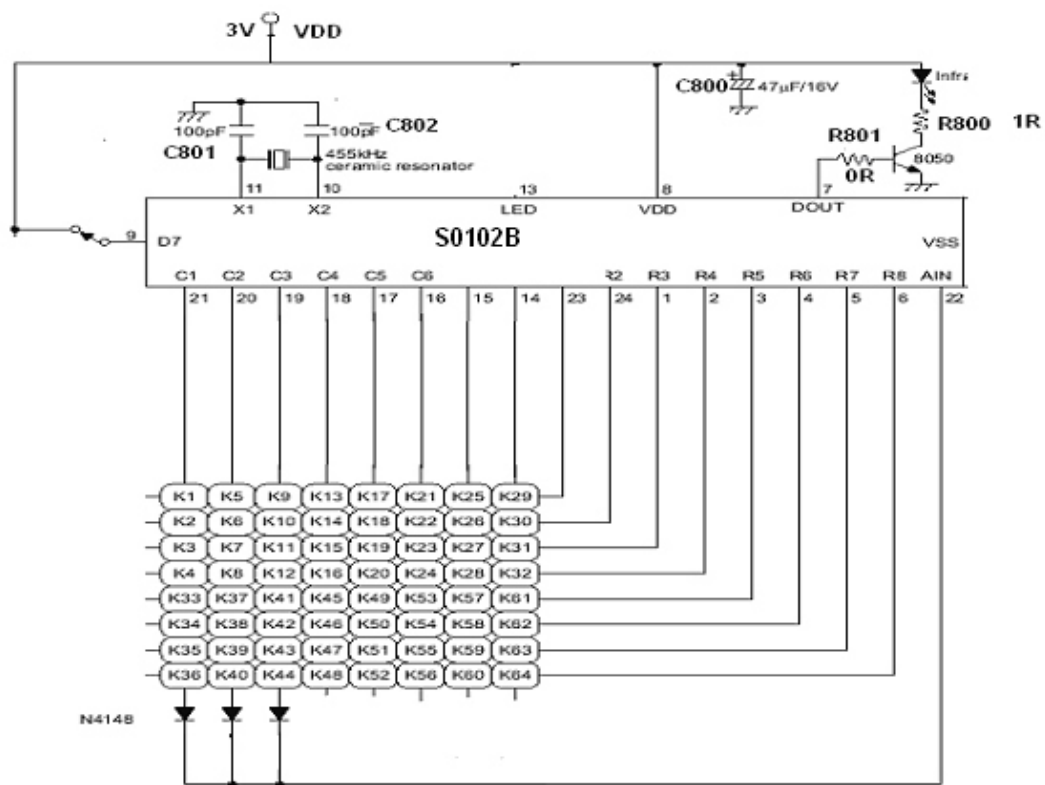 3V VDD
C800 47µF/16V Infra
100pF C801
100pF C802
R801 0R
R800 1R
8050
455kHz
ceramic resonator
11 10 13 8 7
X1 X2 LED VDD DOUT
9 D7 S0102B VSS
C1 C2 C3 C4 C5 C6 R2 R3 R4 R5 R6 R7 R8 AIN
21 20 19 18 17 16 15 14 23 24 1 2 3 4 5 6 22
K1 K5 K9 K13 K17 K21 K25 K29
K2 K6 K10 K14 K18 K22 K26 K30
K3 K7 K11 K15 K19 K23 K27 K31
K4 K8 K12 K16 K20 K24 K28 K32
K33 K37 K41 K45 K49 K53 K57 K61
K34 K38 K42 K46 K50 K54 K58 K62
K35 K39 K43 K47 K51 K55 K59 K63
K36 K40 K44 K48 K52 K56 K60 K64
N4148